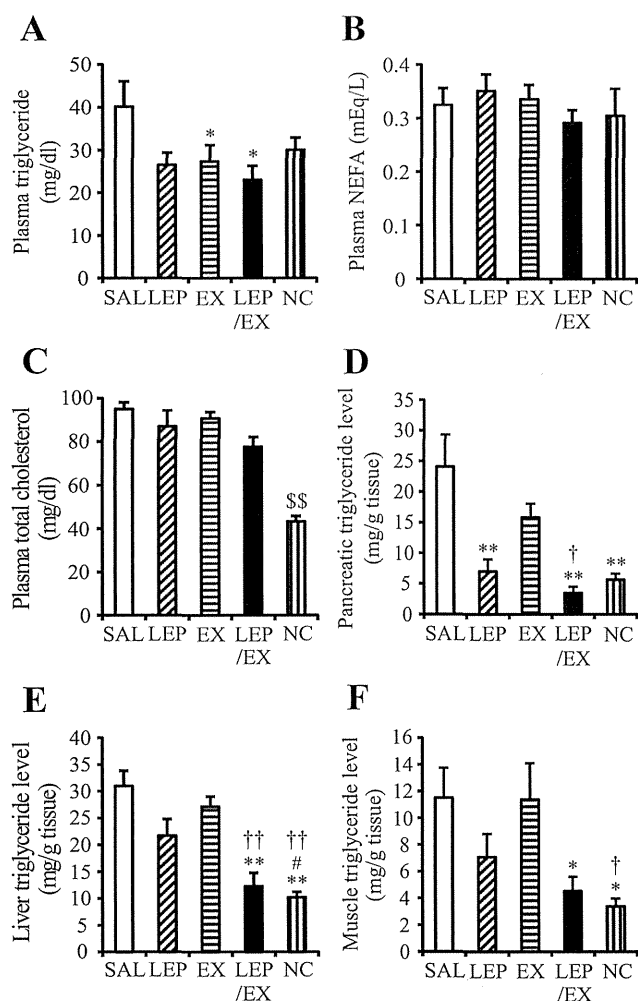 A
Plasma triglyceride
(mg/dl)
50
40
30
20
10
0
* *
SAL LEP EX LEP NC
/EX
B
Plasma NEFA (mEq/L)
0.4
0.3
0.2
0.1
0
SAL LEP EX LEP NC
/EX
C
Plasma total cholesterol
(mg/dl)
100
80
60
40
20
0
$$
SAL LEP EX LEP NC
/EX
D
Pancreatic triglyceride level
(mg/g tissue)
35
30
25
20
15
10
5
0
†
** ** **
SAL LEP EX LEP NC
/EX
E
Liver triglyceride level
(mg/g tissue)
40
35
30
25
20
15
10
5
0
†† ††
#
** **
SAL LEP EX LEP NC
/EX
F
Muscle triglyceride level
(mg/g tissue)
16
14
12
10
8
6
4
2
0
†
* *
SAL LEP EX LEP NC
/EX